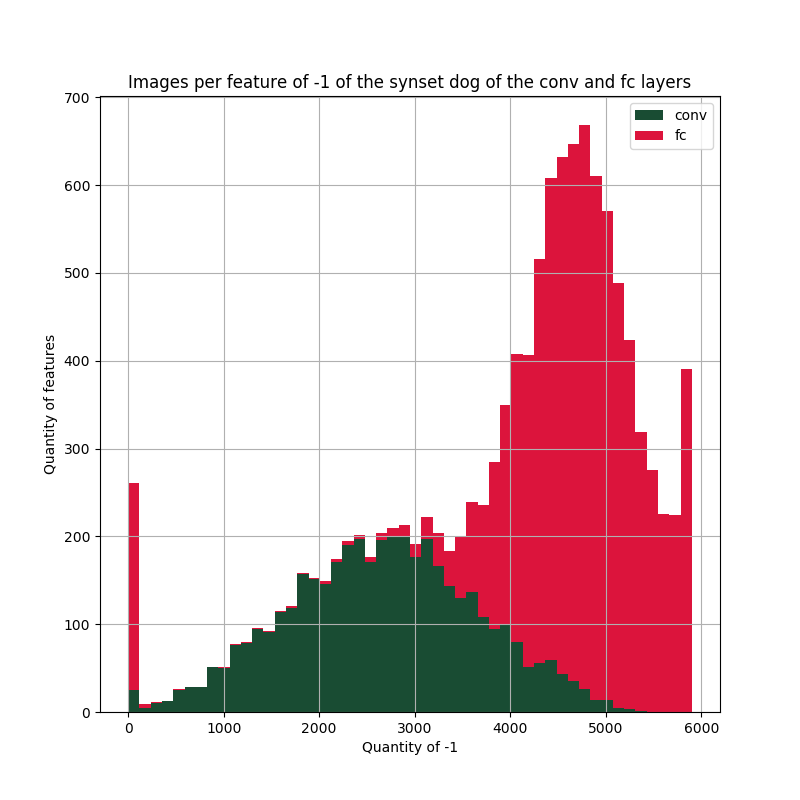 Images per feature of -1 of the synset dog of the conv and fc layers
conv
fc
700
600
500
400
300
200
100
0
Quantity of features
0 1000 2000 3000 4000 5000 6000
Quantity of -1